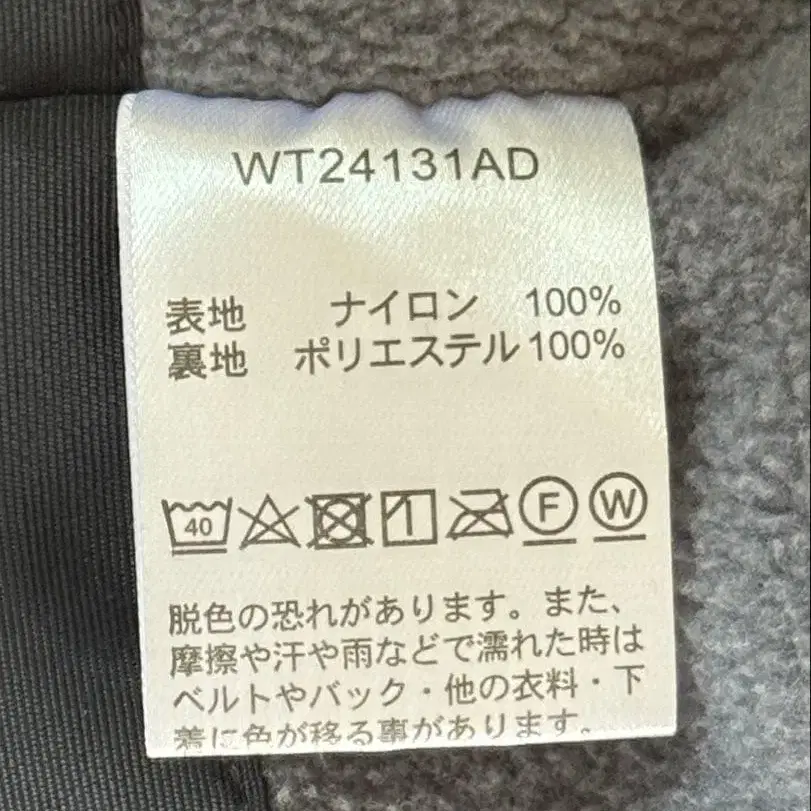 WT24131AD
表地 ナイロン 100%
裏地 ポリエステル 100%
40 F W
脱色の恐れがあります。また、
摩擦や汗や雨などで濡れた時は
ベルトやバック・他の衣料・下
着に色が移る事があります。